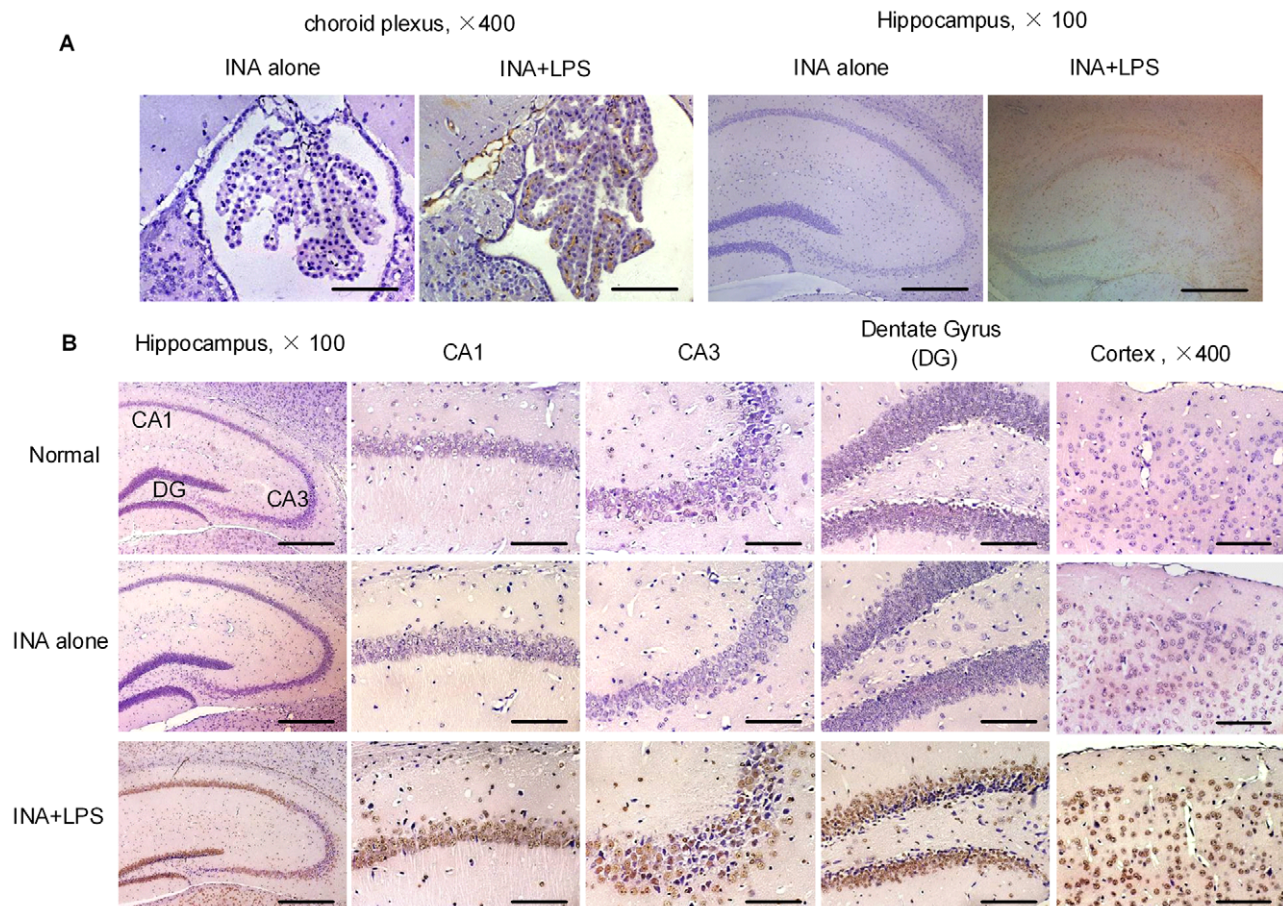 A
choroid plexus, ×400
Hippocampus, × 100
INA alone
INA+LPS
INA alone
INA+LPS
B
Hippocampus, × 100
CA1
CA3
Dentate Gyrus
(DG)
Cortex , ×400
Normal
CA1
DG
CA3
INA alone
INA+LPS